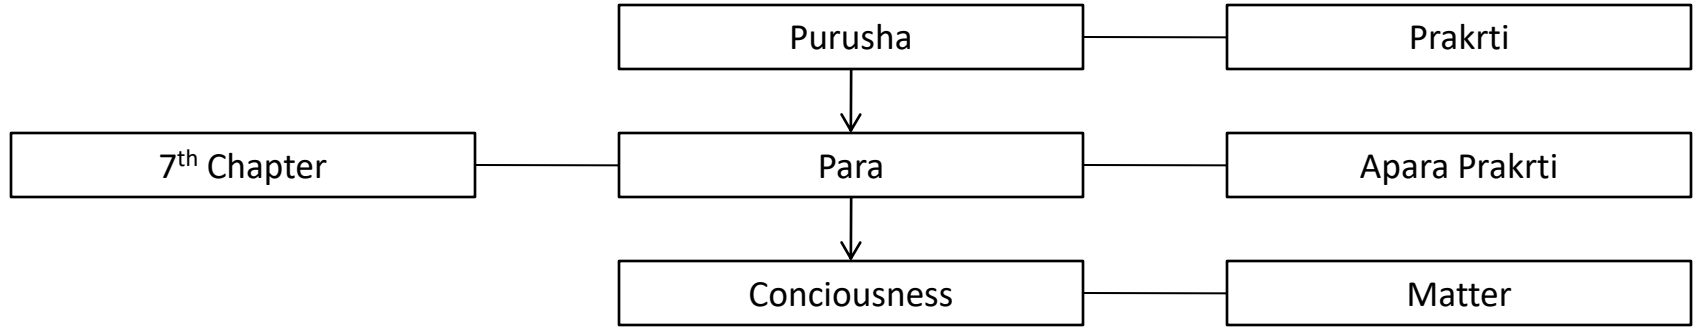 Purusha
Prakrti
7th Chapter
Para
Apara Prakrti
Conciousness
Matter